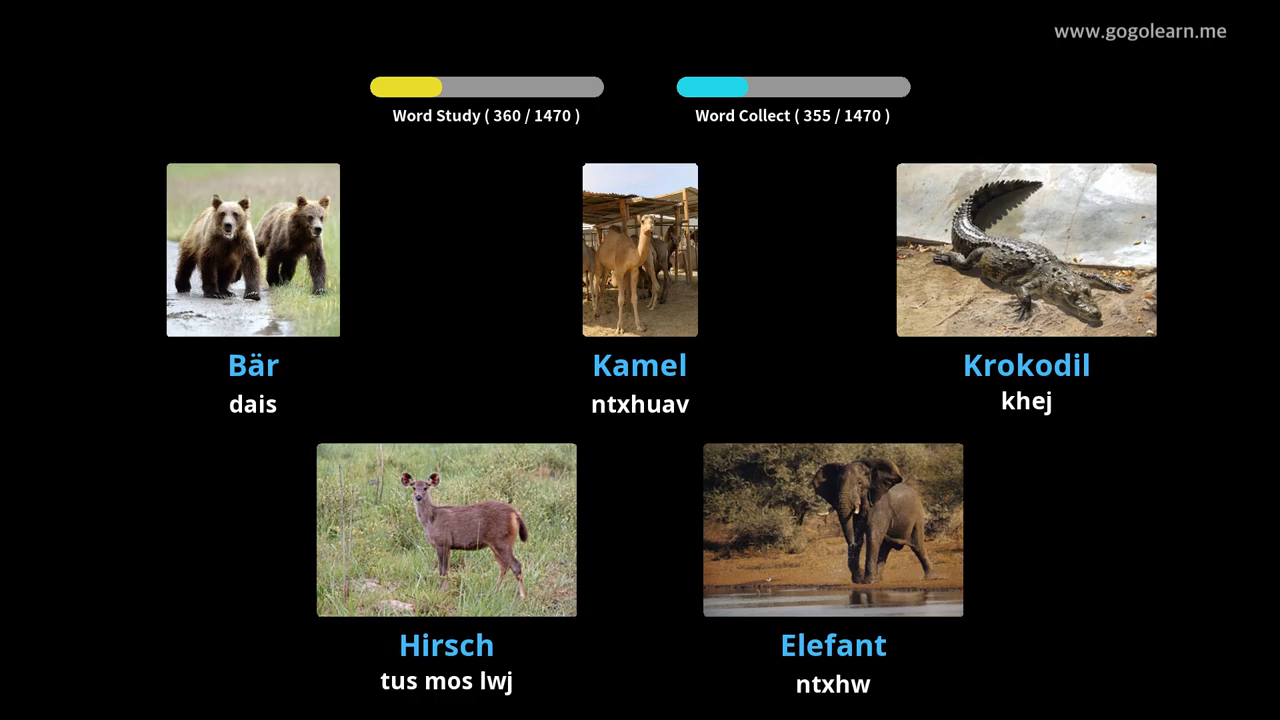 www.gogolearn.me
Word Study ( 360 / 1470 )
Word Collect ( 355 / 1470 )
Bär
dais
Kamel
ntxhuav
Krokodil
khej
Hirsch
tus mos lwj
Elefant
ntxhw